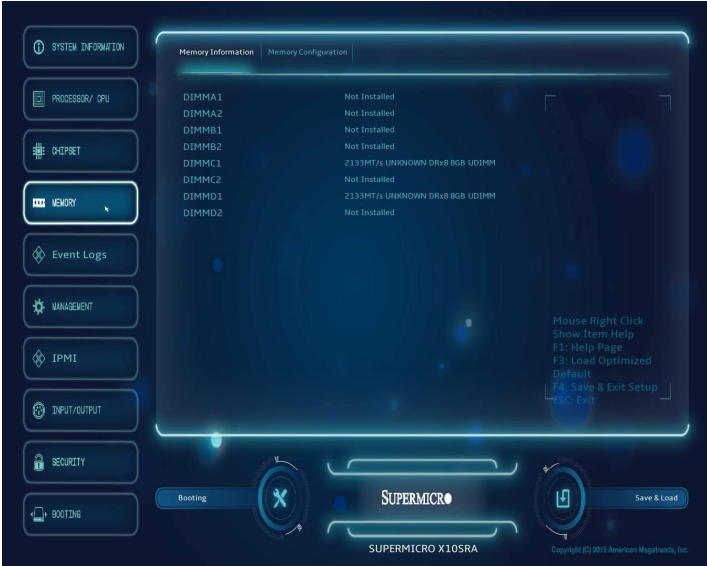 SYSTEM INFORMATION
PROCESSOR/ CPU
CHIPSET
MEMORY
Event Logs
MANAGEMENT
IPMI
INPUT/OUTPUT
SECURITY
BOOTING
Memory Information
Memory Configuration
DIMMA1 Not Installed
DIMMA2 Not Installed
DIMMB1 Not Installed
DIMMB2 Not Installed
DIMMC1 2133MT/s UNKNOWN DRx8 8GB UDIMM
DIMMC2 Not Installed
DIMMD1 2133MT/s UNKNOWN DRx8 8GB UDIMM
DIMMD2 Not Installed
Mouse Right Click
Show Item Help
F1: Help Page
F3: Load Optimized
Default
F4: Save & Exit Setup
ESC: Exit
Booting
SUPERMICRO
Save & Load
SUPERMICRO X10SRA
Copyright (C) 2015 American Megatrends, Inc.